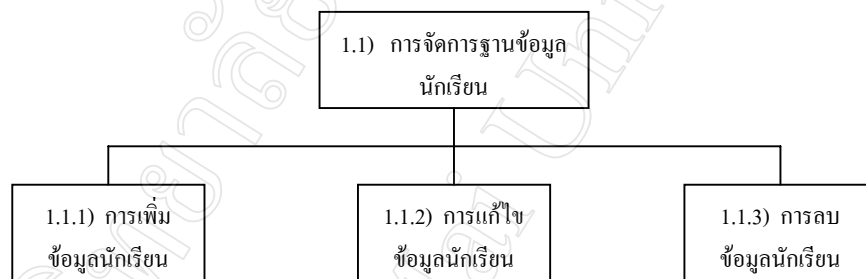 1.1) การจัดการฐานข้อมูล
นักเรียน
1.1.1) การเพิ่ม
ข้อมูลนักเรียน
1.1.2) การแก้ไข
ข้อมูลนักเรียน
1.1.3) การลบ
ข้อมูลนักเรียน